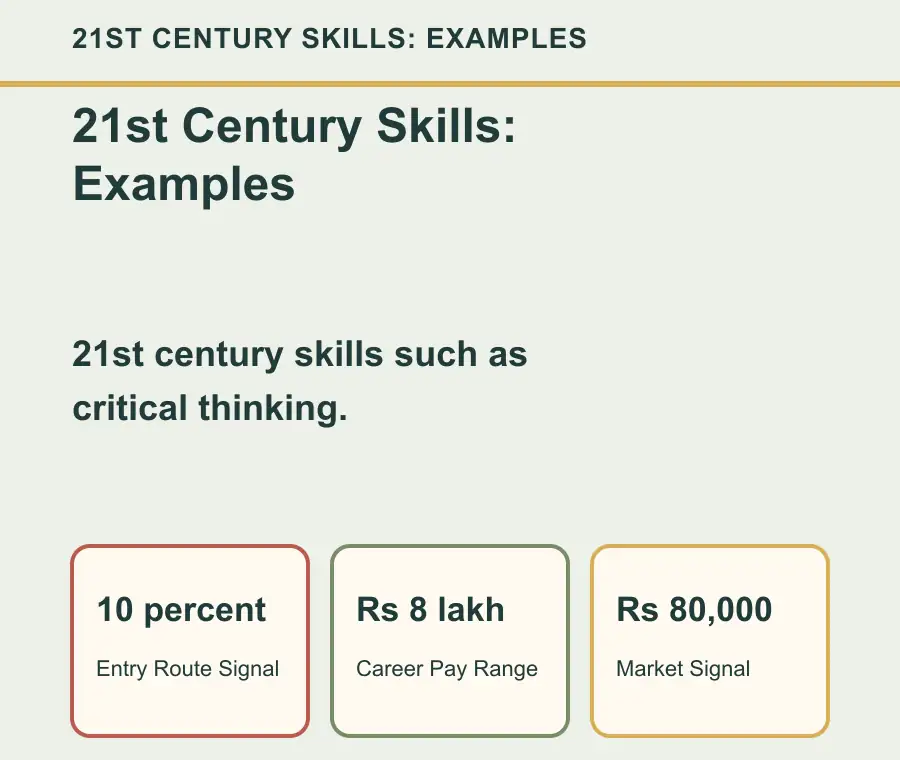 21ST CENTURY SKILLS: EXAMPLES
21st Century Skills:
Examples
21st century skills such as
critical thinking.
10 percent
Entry Route Signal
Rs 8 lakh
Career Pay Range
Rs 80,000
Market Signal